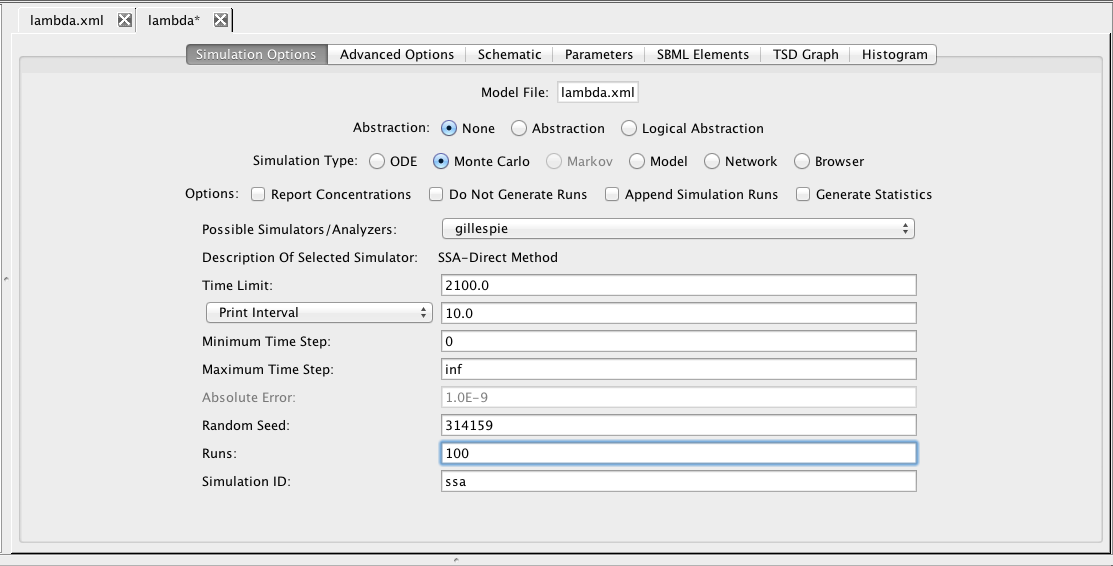 lambda.xml lambda*
Simulation Options Advanced Options Schematic Parameters SBML Elements TSD Graph Histogram
Model File: lambda.xml
Abstraction: None Abstraction Logical Abstraction
Simulation Type: ODE Monte Carlo Markov Model Network Browser
Options: Report Concentrations Do Not Generate Runs Append Simulation Runs Generate Statistics
Possible Simulators/Analyzers: gillespie
Description Of Selected Simulator: SSA-Direct Method
Time Limit: 2100.0
Print Interval 10.0
Minimum Time Step: 0
Maximum Time Step: inf
Absolute Error: 1.0E-9
Random Seed: 314159
Runs: 100
Simulation ID: ssa